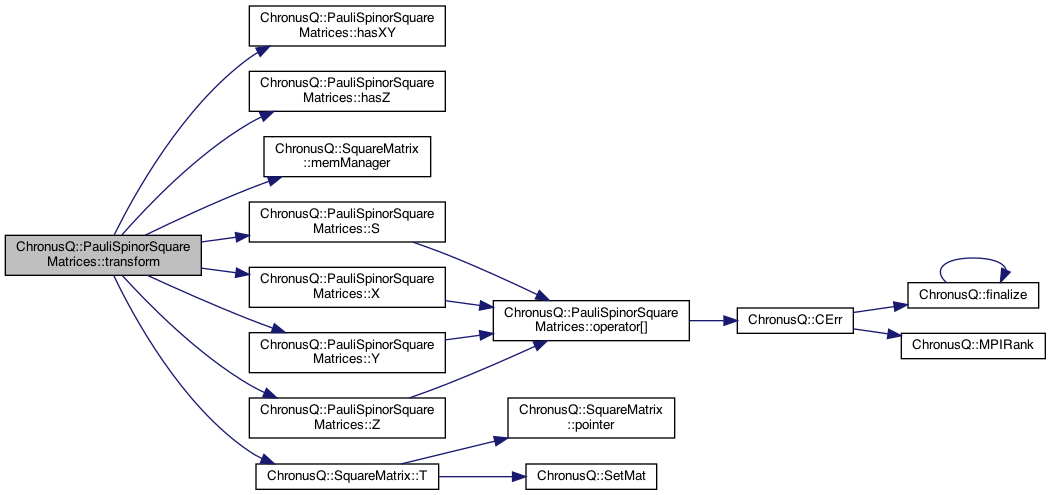 ChronusQ::PauliSpinorSquare
Matrices::hasXY
ChronusQ::PauliSpinorSquare
Matrices::hasZ
ChronusQ::SquareMatrix
::memManager
ChronusQ::PauliSpinorSquare
Matrices::S
ChronusQ::PauliSpinorSquare
Matrices::transform
ChronusQ::PauliSpinorSquare
Matrices::X
ChronusQ::finalize
ChronusQ::PauliSpinorSquare
Matrices::operator[]
ChronusQ::CErr
ChronusQ::PauliSpinorSquare
Matrices::Y
ChronusQ::MPIRank
ChronusQ::PauliSpinorSquare
Matrices::Z
ChronusQ::SquareMatrix
::pointer
ChronusQ::SquareMatrix::T
ChronusQ::SetMat